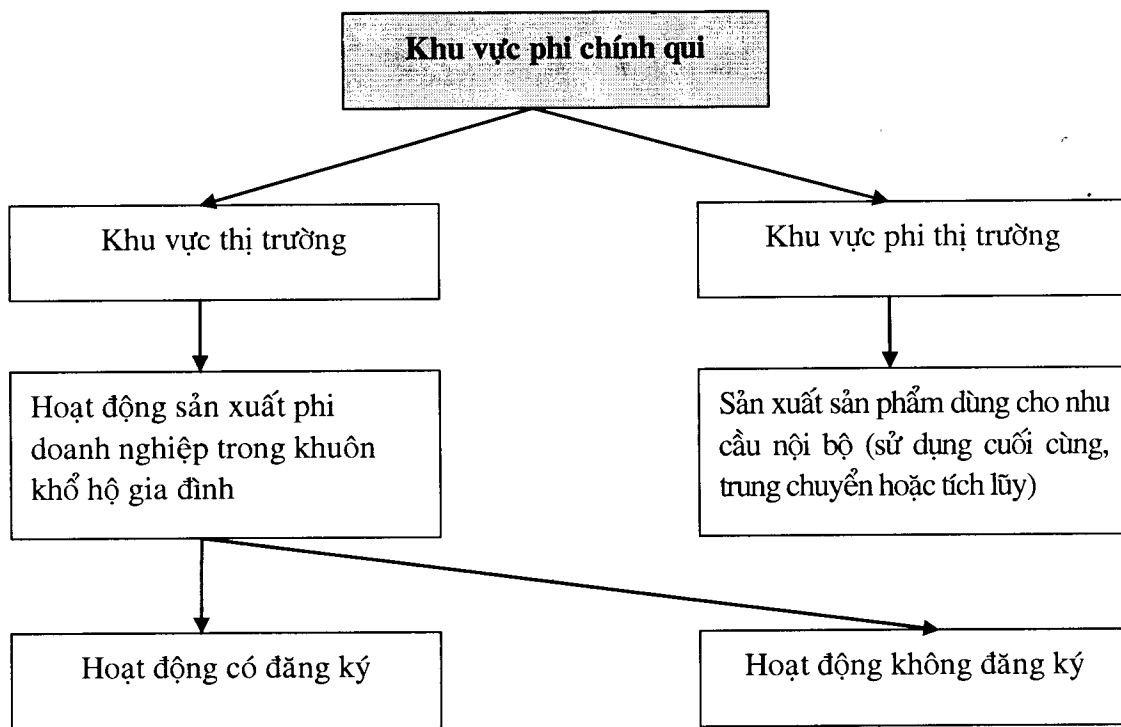 Khu vực phi chính qui
Khu vực thị trường
Khu vực phi thị trường
Hoạt động sản xuất phi
doanh nghiệp trong khuôn
khổ hộ gia đình
Sản xuất sản phẩm dùng cho nhu
cầu nội bộ (sử dụng cuối cùng,
trung chuyển hoặc tích lũy)
Hoạt động có đăng ký
Hoạt động không đăng ký